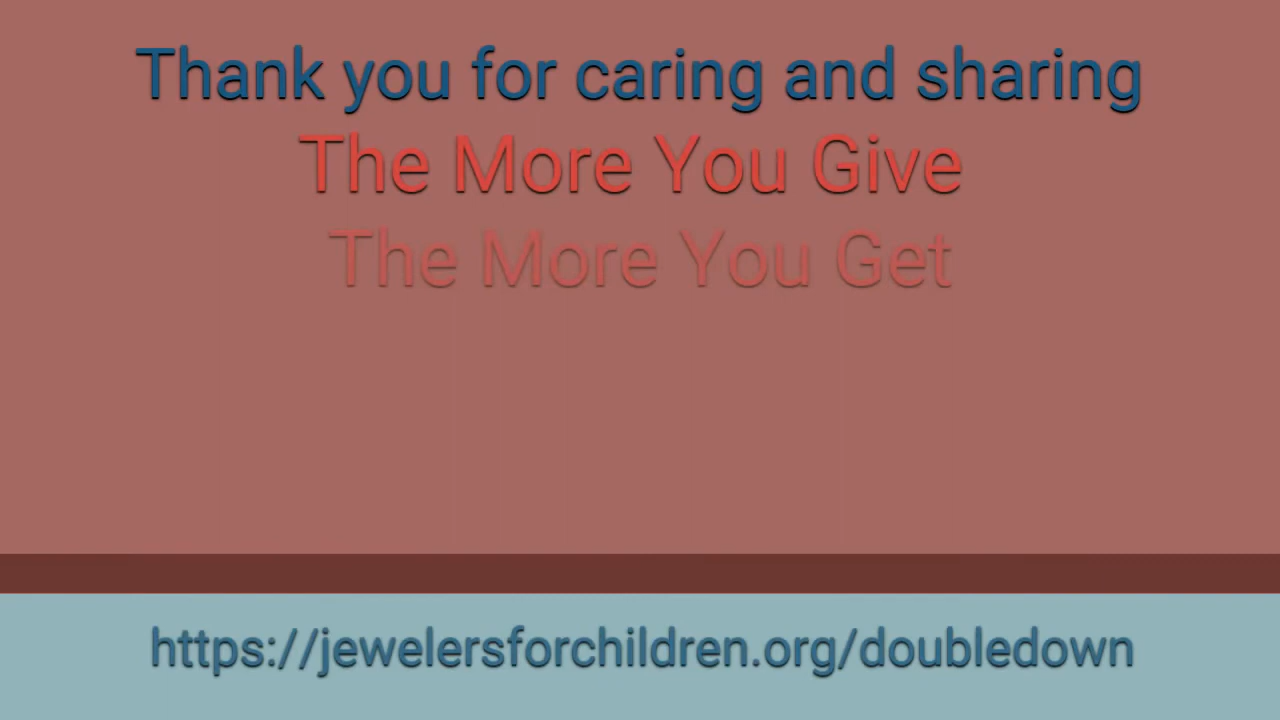 Thank you for caring and sharing
The More You Give
The More You Get
https://jewelersforchildren.org/doubledown